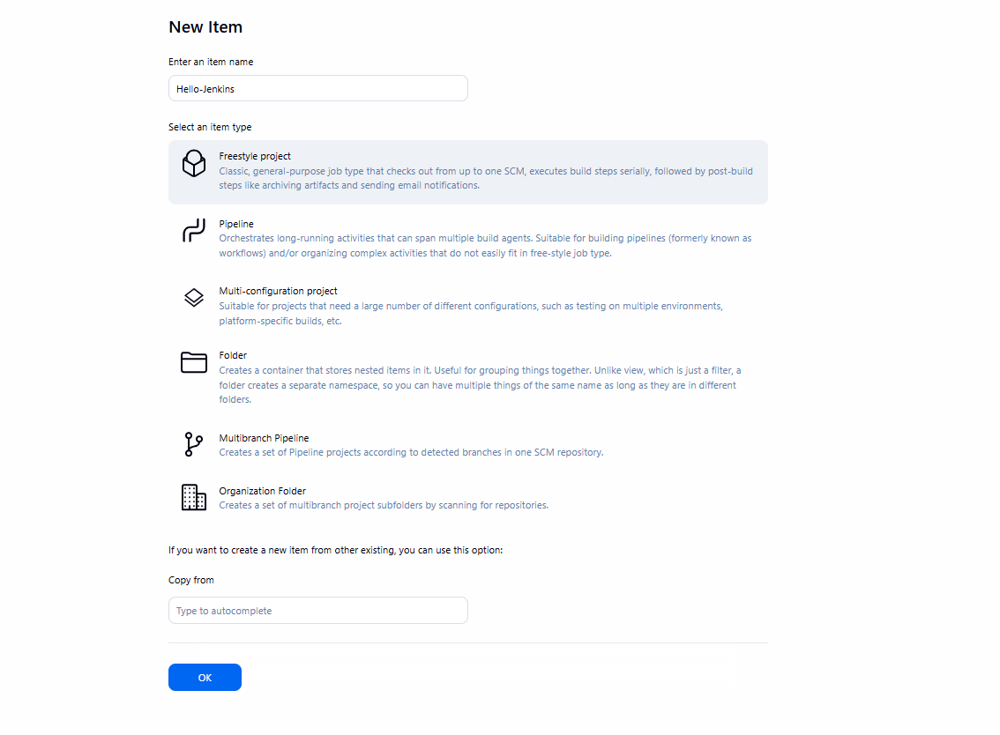 New Item
Enter an item name
Hello-Jenkins
Select an item type
Freestyle project
Classic, general-purpose job type that checks out from up to one SCM, executes build steps serially, followed by post-build
steps like archiving artifacts and sending email notifications.
Pipeline
Orchestrates long-running activities that can span multiple build agents. Suitable for building pipelines (formerly known as
workflows) and/or organizing complex activities that do not easily fit in free-style job type.
Multi-configuration project
Suitable for projects that need a large number of different configurations, such as testing on multiple environments,
platform-specific builds, etc.
Folder
Creates a container that stores nested items in it. Useful for grouping things together. Unlike view, which is just a filter, a
folder creates a separate namespace, so you can have multiple things of the same name as long as they are in different
folders.
Multibranch Pipeline
Creates a set of Pipeline projects according to detected branches in one SCM repository.
Organization Folder
Creates a set of multibranch project subfolders by scanning for repositories.
If you want to create a new item from other existing, you can use this option:
Copy from
Type to autocomplete
OK